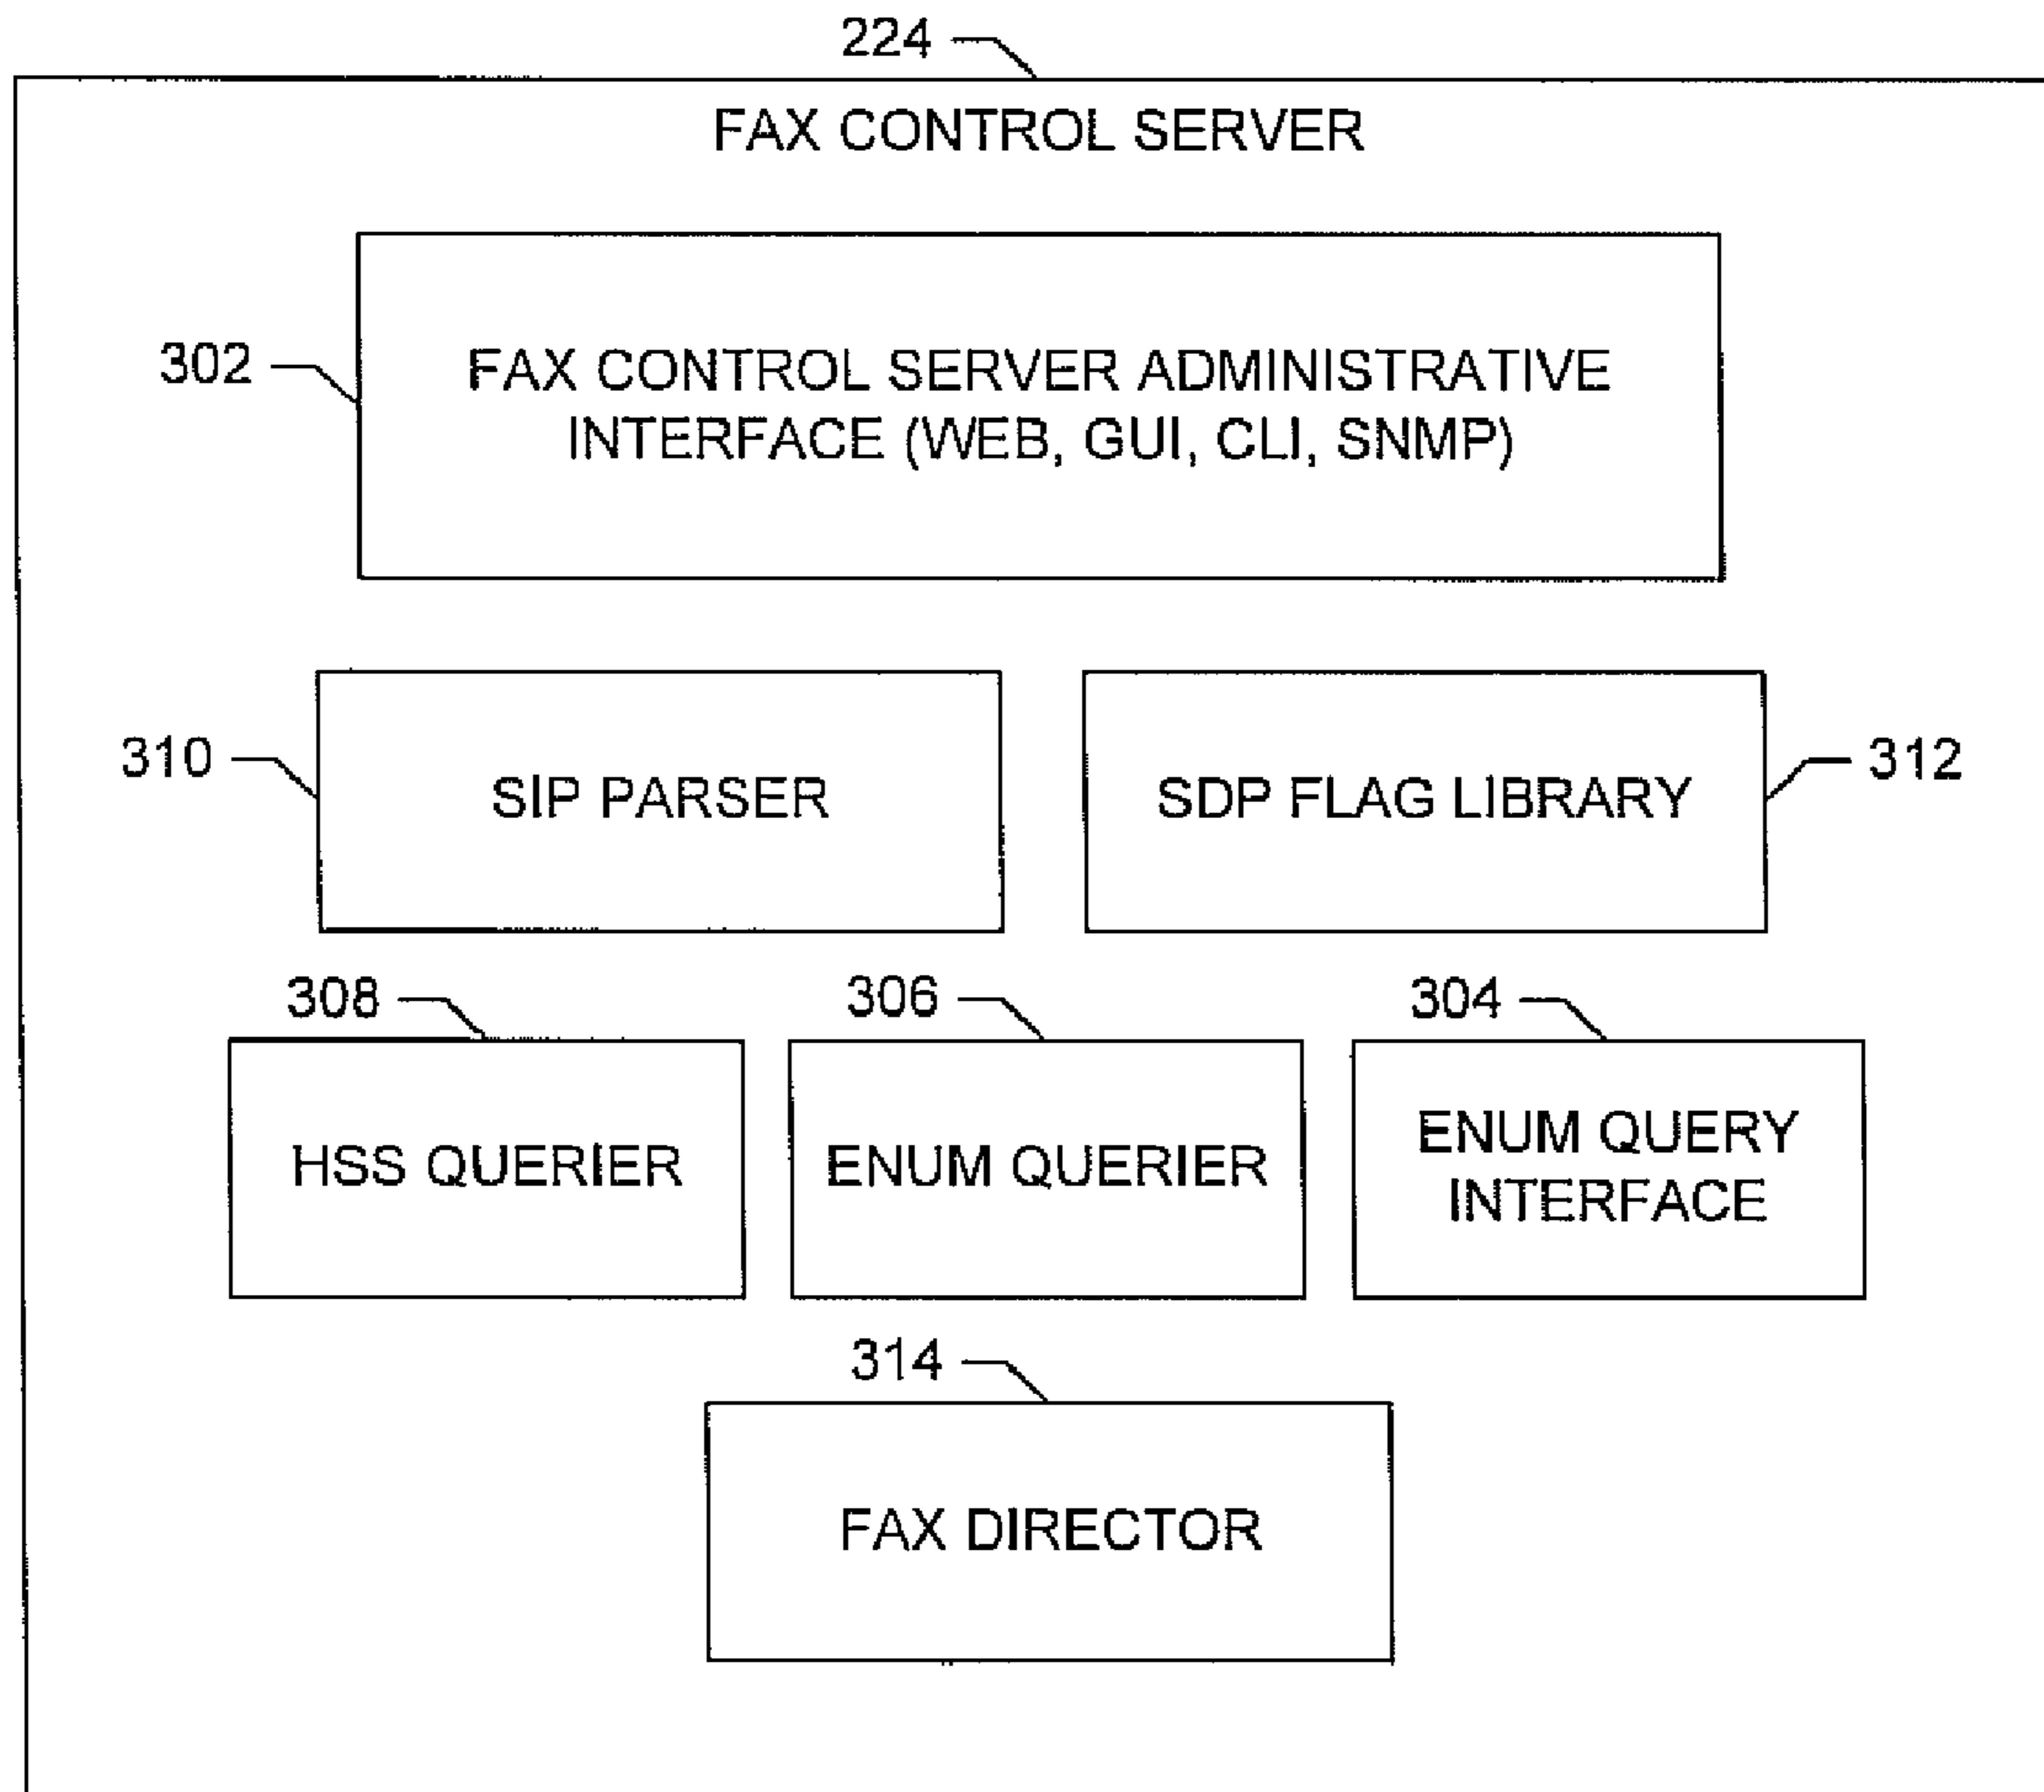 224
FAX CONTROL SERVER
302
FAX CONTROL SERVER ADMINISTRATIVE
INTERFACE (WEB, GUI, CLI, SNMP)
310
SIP PARSER
SDP FLAG LIBRARY
312
308
306
304
HSS QUERIER
ENUM QUERIER
ENUM QUERY
INTERFACE
314
FAX DIRECTOR